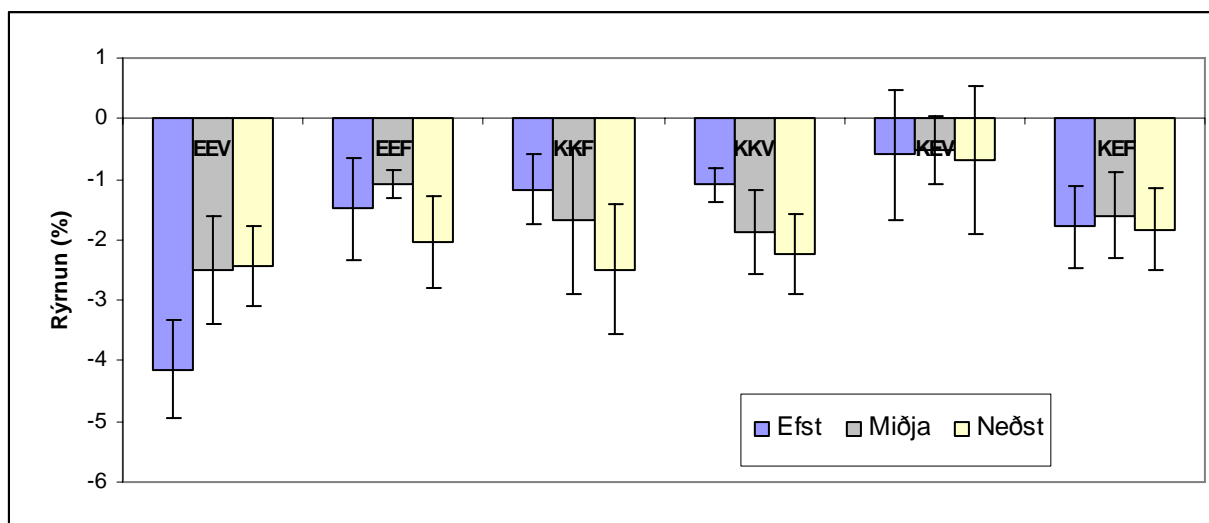 1
0
-1
-2
-3
-4
-5
-6
Rýrnun (%)
EEV EEF KKF KKV KEV KEF
Efst Miðja Neðst